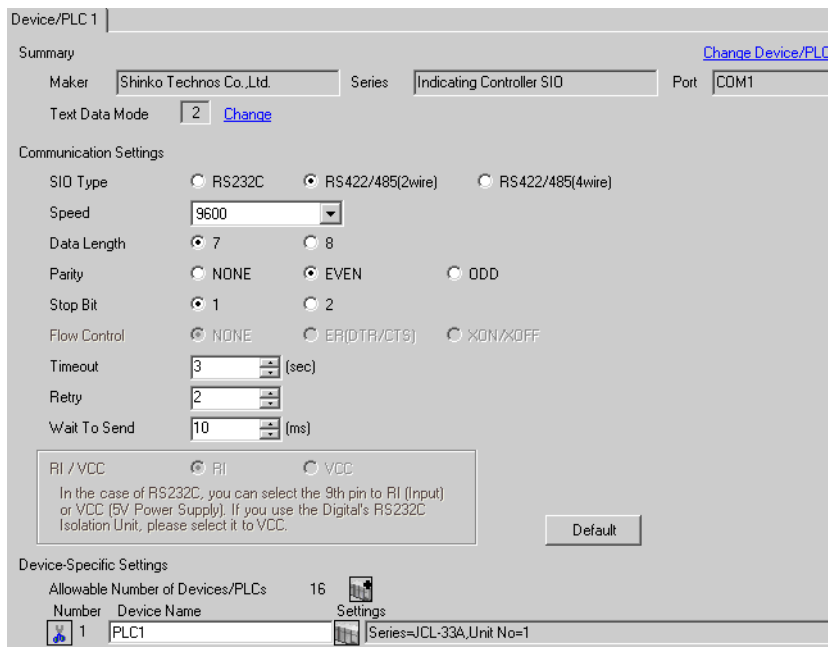 Device/PLC 1
Summary
Change Device/PLC
Maker Shinko Technos Co.,Ltd. Series Indicating Controller SIO Port COM1
Text Data Mode 2 Change
Communication Settings
SIO Type RS232C RS422/485(2wire) RS422/485(4wire)
Speed 9600
Data Length 7 8
Parity NONE EVEN ODD
Stop Bit 1 2
Flow Control NONE ER(DTR/CTS) XON/XOFF
Timeout 3 (sec)
Retry 2
Wait To Send 10 (ms)
RI / VCC RI VCC
In the case of RS232C, you can select the 9th pin to RI (Input)
or VCC (5V Power Supply). If you use the Digital's RS232C
Isolation Unit, please select it to VCC.
Default
Device-Specific Settings
Allowable Number of Devices/PLCs 16
Number Device Name Settings
1 PLC1 Series=JCL-33A,Unit No=1